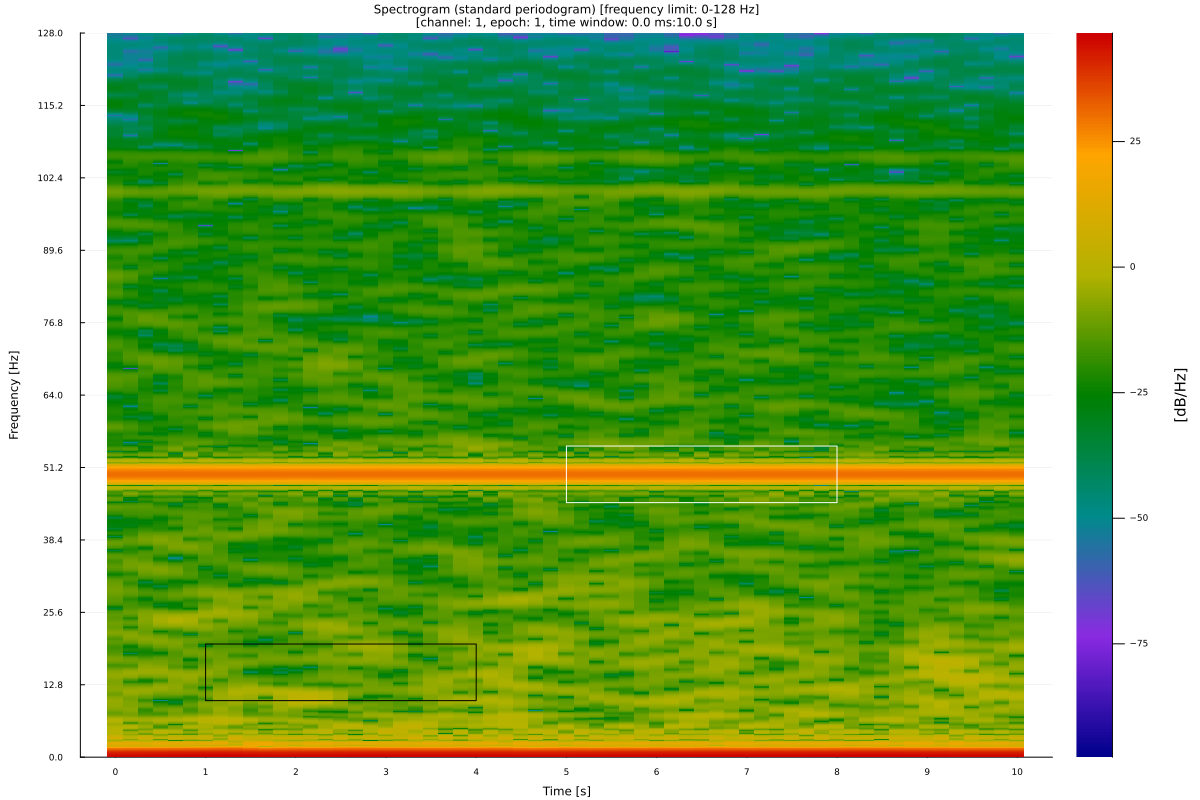 Spectrogram (standard periodogram) [frequency limit: 0-128 Hz]
[channel: 1, epoch: 1, time window: 0.0 ms:10.0 s]
128.0
115.2
102.4
89.6
76.8
64.0
51.2
38.4
25.6
12.8
0.0
Frequency [Hz]
0 1 2 3 4 5 6 7 8 9 10
Time [s]
25
0
−25
−50
−75
[dB/Hz]